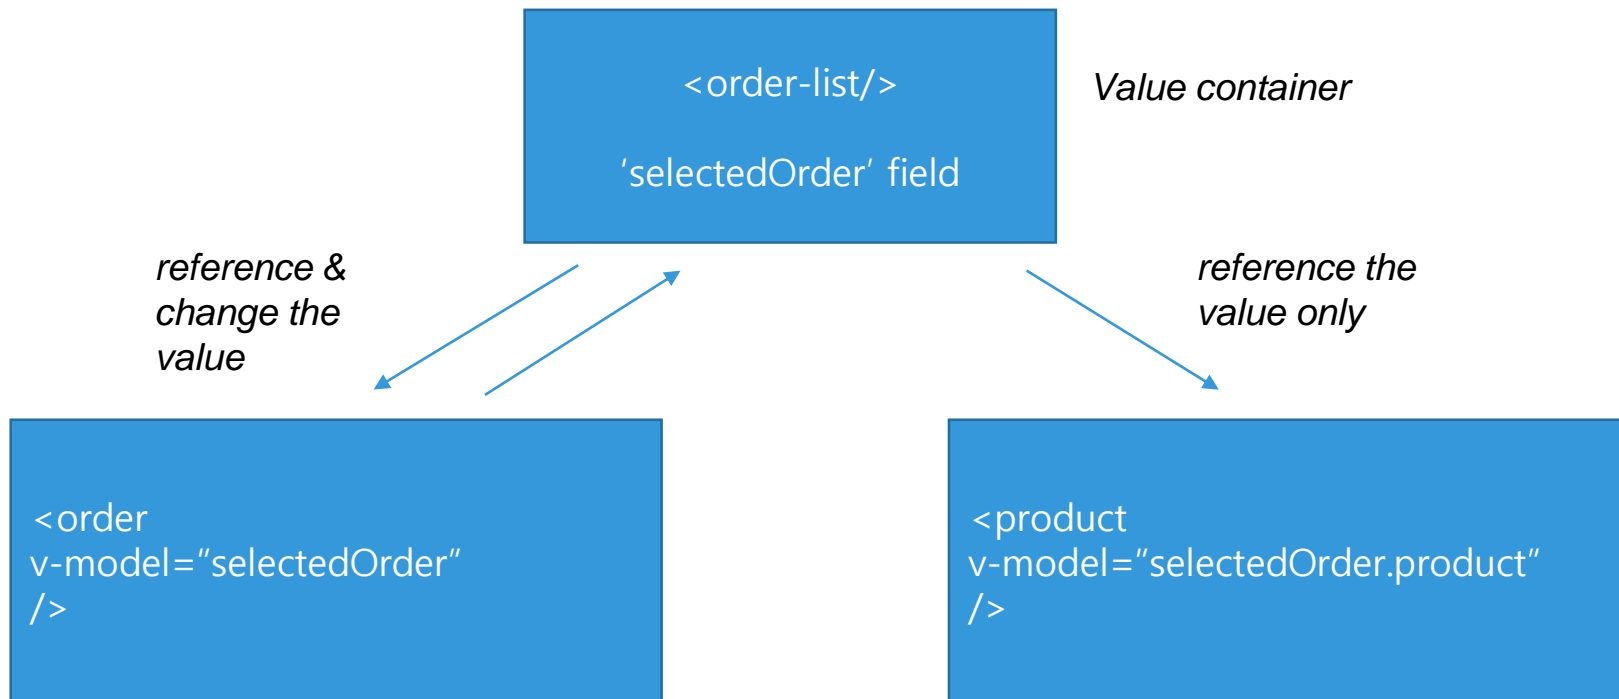 <order-list/>
Value container
‘selectedOrder’ field
reference &
change the
value
reference the
value only
<order
v-model=“selectedOrder”
/>
<product
v-model=“selectedOrder.product”
/>